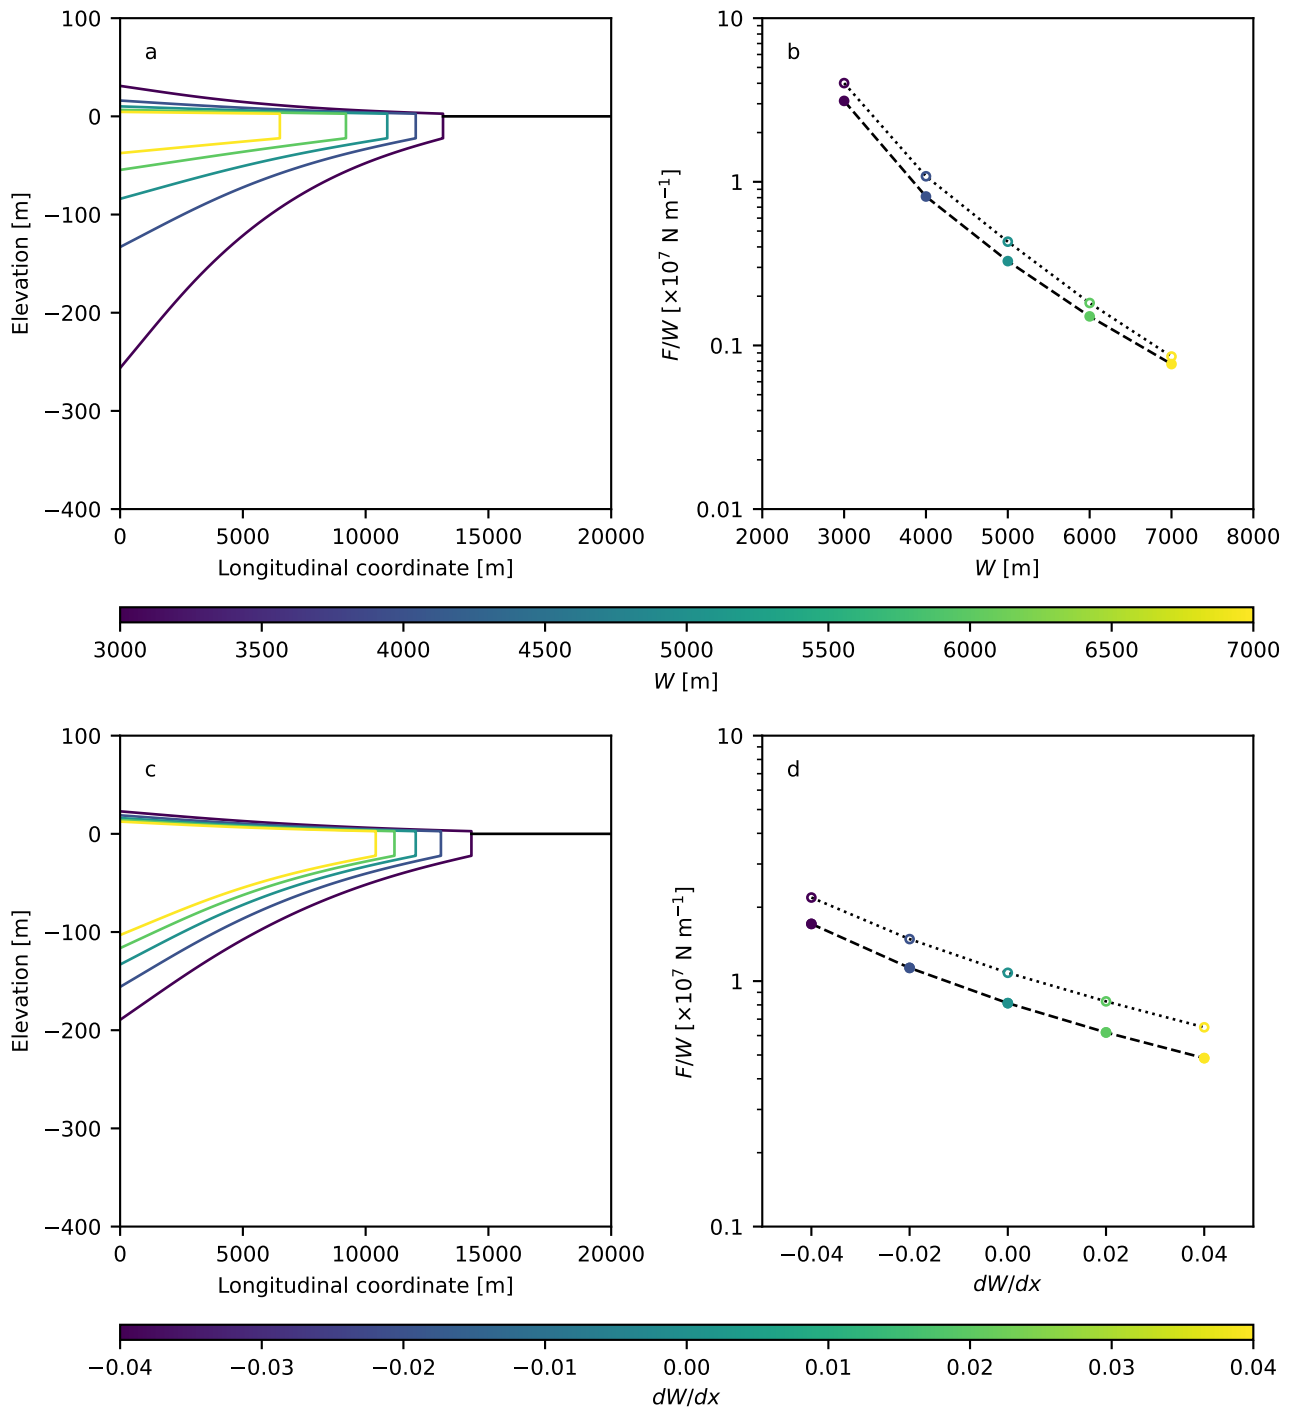 a
100
0
−100
−200
−300
−400
Elevation [m]
0 5000 10000 15000 20000
Longitudinal coordinate [m]
b
10
1
0.1
0.01
F/W [×10⁷ N m⁻¹]
2000 3000 4000 5000 6000 7000 8000
W [m]
3000 3500 4000 4500 5000 5500 6000 6500 7000
W [m]
c
100
0
−100
−200
−300
−400
Elevation [m]
0 5000 10000 15000 20000
Longitudinal coordinate [m]
d
10
1
0.1
F/W [×10⁷ N m⁻¹]
−0.04 −0.02 0.00 0.02 0.04
dW/dx
−0.04 −0.03 −0.02 −0.01 0.00 0.01 0.02 0.03 0.04
dW/dx